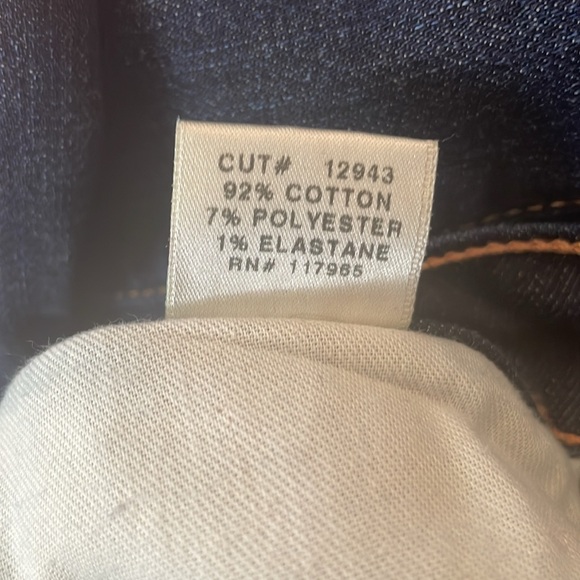 CUT# 12943
92% COTTON
7% POLYESTER
1% ELASTANE
RN# 117985